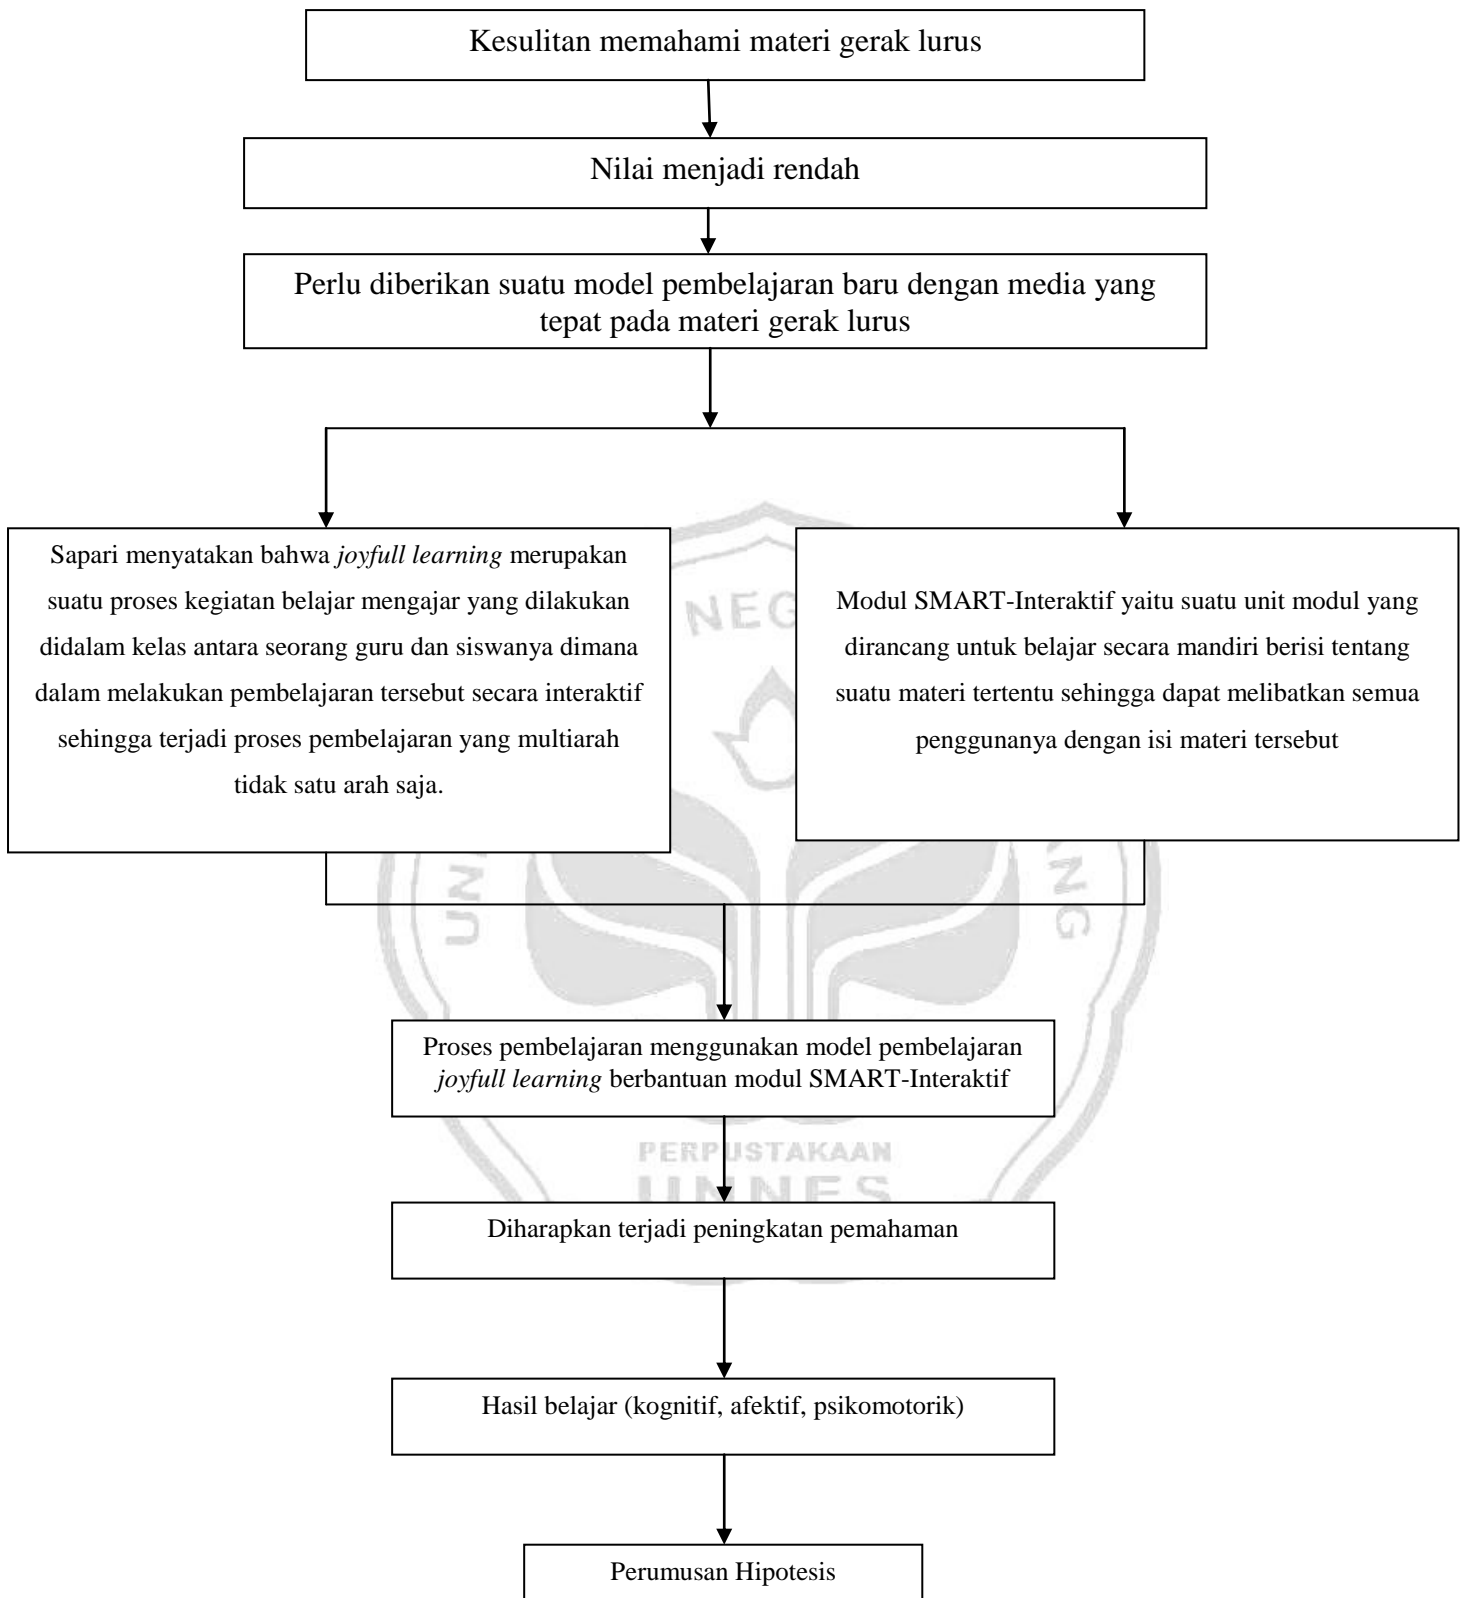 Kesulitan memahami materi gerak lurus
Nilai menjadi rendah
Perlu diberikan suatu model pembelajaran baru dengan media yang
tepat pada materi gerak lurus
Sapari menyatakan bahwa joyfull learning merupakan
suatu proses kegiatan belajar mengajar yang dilakukan
didalam kelas antara seorang guru dan siswanya dimana
dalam melakukan pembelajaran tersebut secara interaktif
sehingga terjadi proses pembelajaran yang multiarah
tidak satu arah saja.
Modul SMART-Interaktif yaitu suatu unit modul yang
dirancang untuk belajar secara mandiri berisi tentang
suatu materi tertentu sehingga dapat melibatkan semua
penggunanya dengan isi materi tersebut
Proses pembelajaran menggunakan model pembelajaran
joyfull learning berbantuan modul SMART-Interaktif
PERPUSTAKAAN
UNNES
Diharapkan terjadi peningkatan pemahaman
Hasil belajar (kognitif, afektif, psikomotorik)
Perumusan Hipotesis